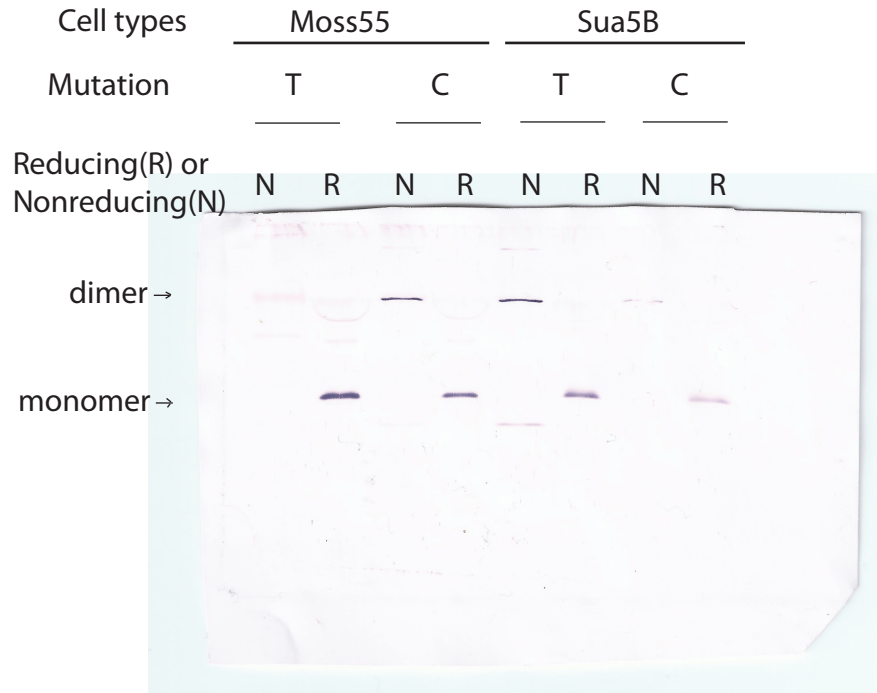 Cell types Moss55 Sua5B
Mutation T C T C
Reducing(R) or
Nonreducing(N) N R N R N R N R
dimer→
monomer→